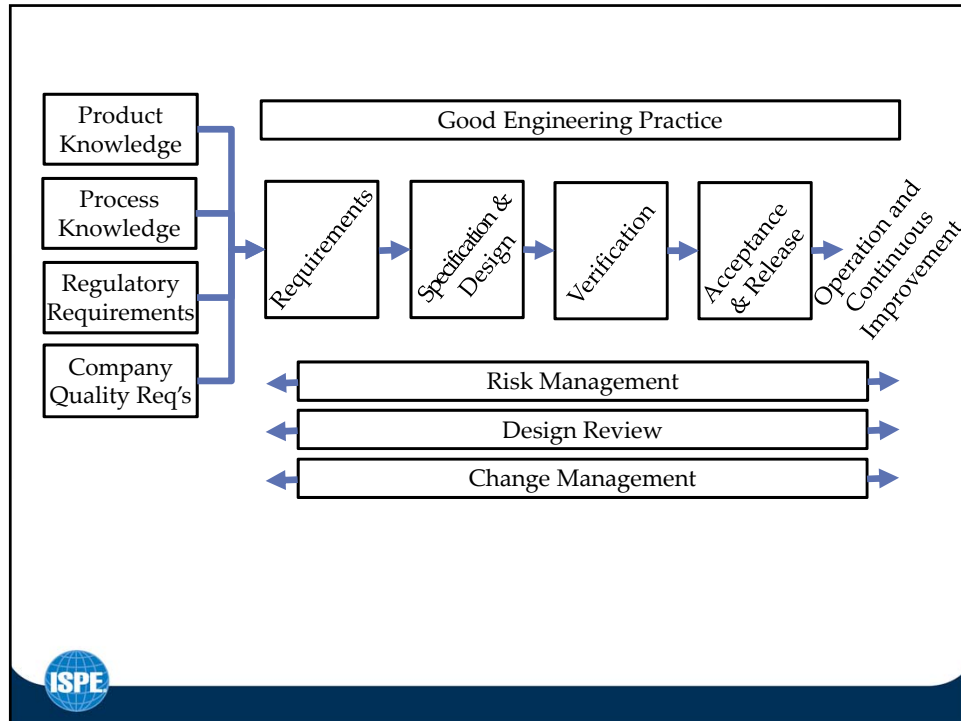 Product
Knowledge
Process
Knowledge
Regulatory
Requirements
Company
Quality Req's
Good Engineering Practice
Requirements
Specification &
Design
Verification
Acceptance
& Release
Operation and
Continuous
Improvement
Risk Management
Design Review
Change Management
ISPE